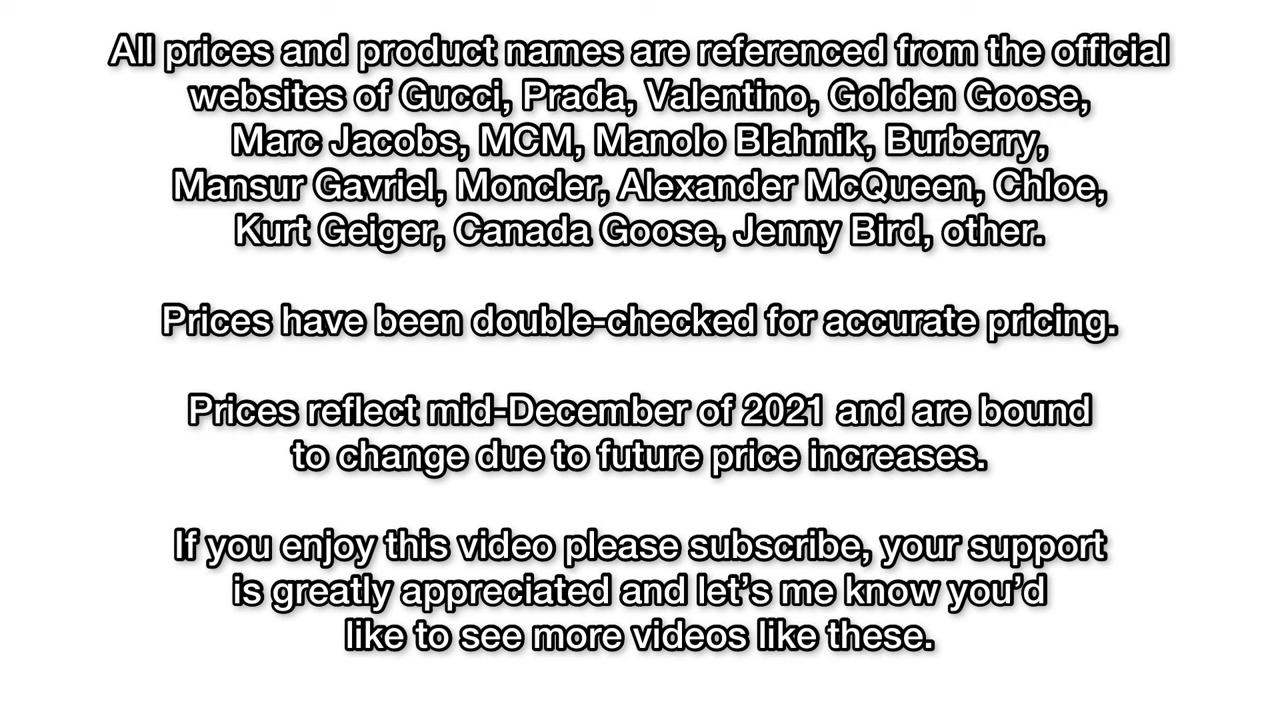 All prices and product names are referenced from the official
websites of Gucci, Prada, Valentino, Golden Goose,
Marc Jacobs, MCM, Manolo Blahnik, Burberry,
Mansur Gavriel, Moncler, Alexander McQueen, Chloe,
Kurt Geiger, Canada Goose, Jenny Bird, other.
Prices have been double-checked for accurate pricing.
Prices reflect mid-December of 2021 and are bound
to change due to future price increases.
If you enjoy this video please subscribe, your support
is greatly appreciated and let’s me know you’d
like to see more videos like these.